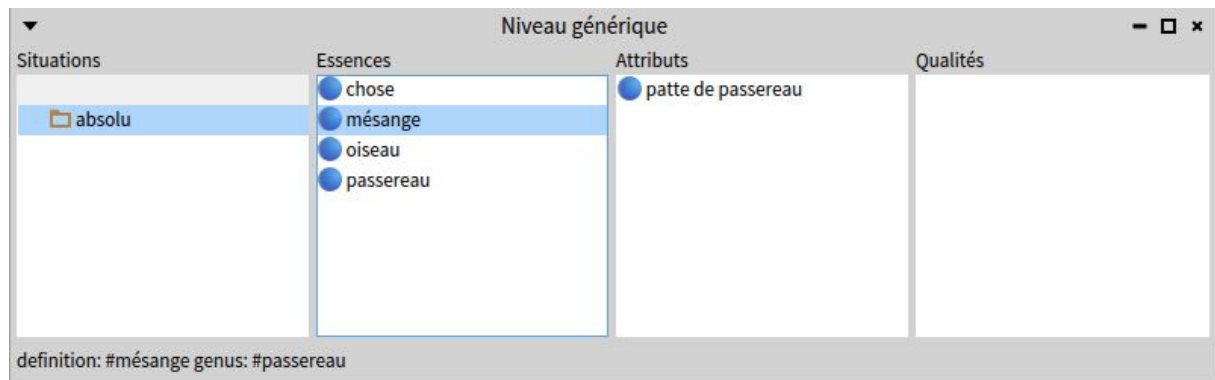 Niveau générique
Situations Essences Attributs Qualités
chose patte de passereau
absolu mésange
oiseau
passereau
definition: #mésange genus: #passereau